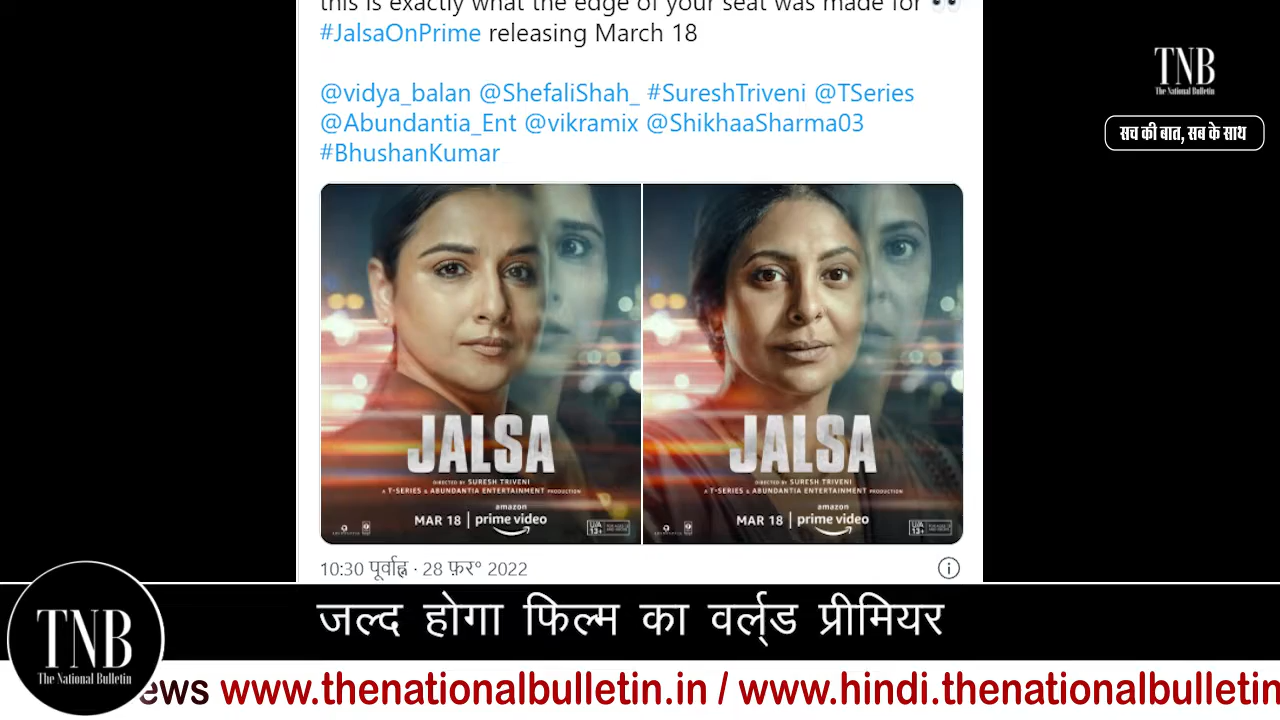 this is exactly what the edge of your seat was made for 👀
#JalsaOnPrime releasing March 18
@vidya_balan @ShefaliShah_ #SureshTriveni @TSeries
@Abundantia_Ent @vikramix @ShikhaaSharma03
#BhushanKumar
TNB
The National Bulletin
सच की बात, सब के साथ
JALSA
DIRECTED BY SURESH TRIVENI
A T-SERIES & ABUNDANTIA ENTERTAINMENT PRODUCTION
MAR 18 | amazon prime video
U/A 13+
JALSA
DIRECTED BY SURESH TRIVENI
A T-SERIES & ABUNDANTIA ENTERTAINMENT PRODUCTION
MAR 18 | amazon prime video
U/A 13+
10:30 पूर्वाह्न · 28 फ़र॰ 2022
जल्द होगा फिल्म का वर्ल्ड प्रीमियर
TNB
The National Bulletin
ews www.thenationalbulletin.in / www.hindi.thenationalbulletin